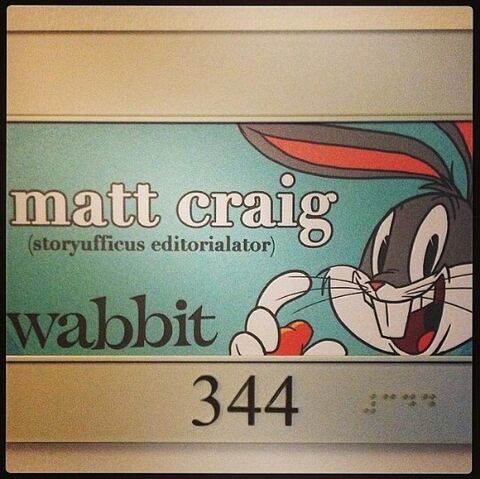 matt craig
(storyufficus editorialator)
wabbit
344